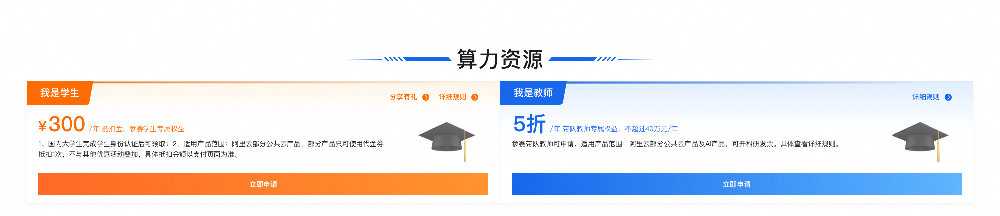 算力资源
我是学生
分享有礼
详细规则
¥300 /年 抵扣金，参赛学生专属权益
1、国内大学生完成学生身份认证后可领取；2、适用产品范围：阿里云部分公共云产品，部分产品只可使用代金券
抵扣1次，不与其他优惠活动叠加，具体抵扣金额以支付页面为准。
立即申请
我是教师
详细规则
5折 /年 带队教师专属权益，不超过40万元/年
参赛带队教师可申请。适用产品范围：阿里云部分公共云产品及AI产品，可开科研发票。具体查看详细规则。
立即申请